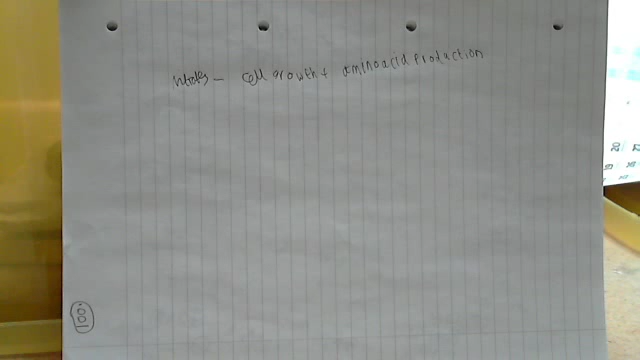 nitrates – cell growth + aminoacid production